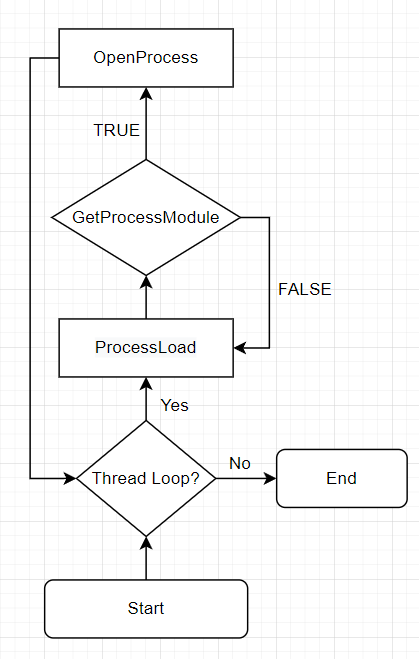 OpenProcess
TRUE
GetProcessModule
FALSE
ProcessLoad
Yes
Thread Loop?
No
End
Start